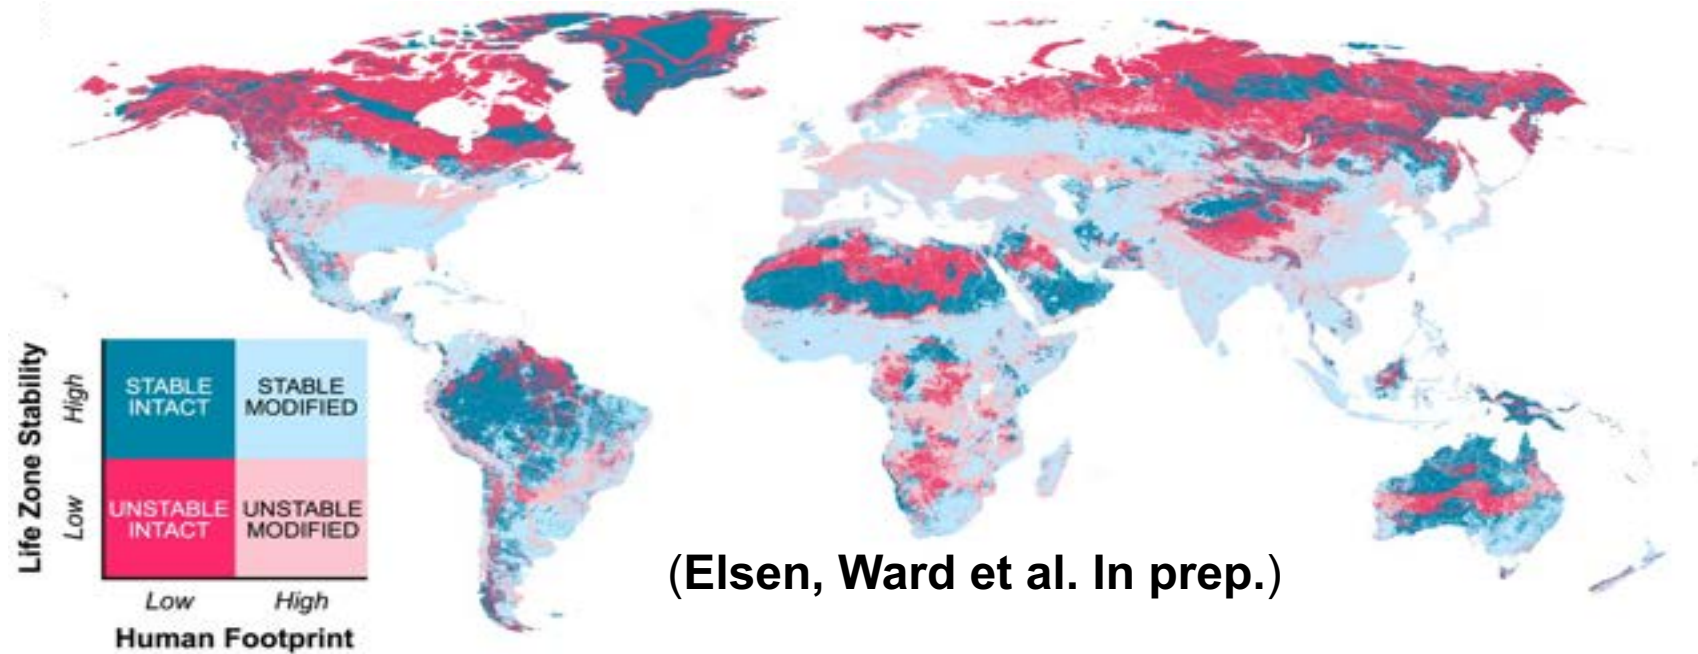 Life Zone Stability
High
Low
STABLE
INTACT
STABLE
MODIFIED
UNSTABLE
INTACT
UNSTABLE
MODIFIED
Low
High
Human Footprint
(Elsen, Ward et al. In prep.)